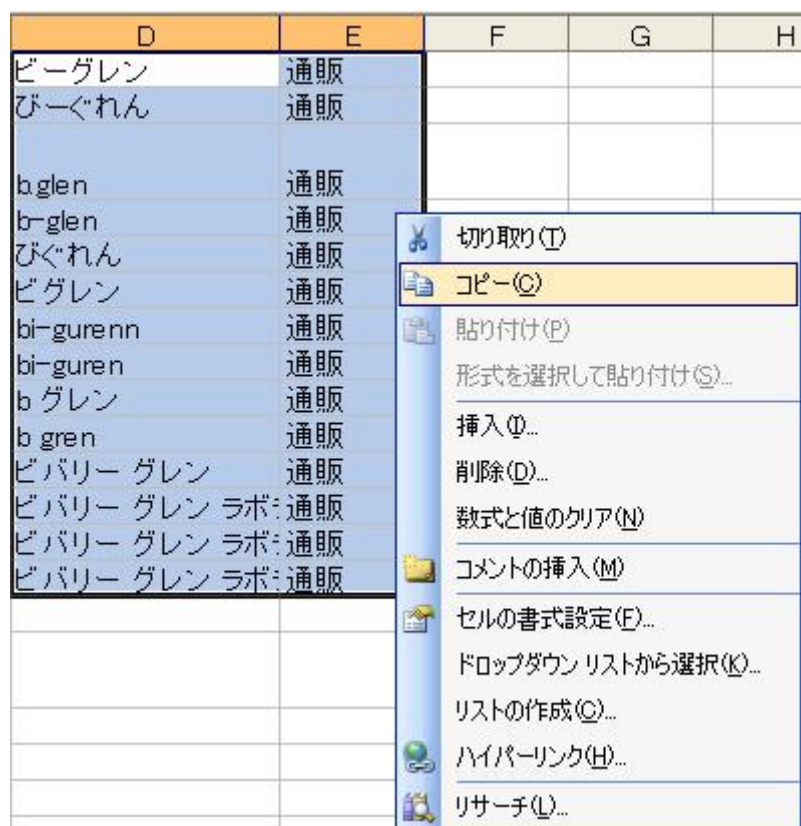 D E F G H
ビーグレン 通販
びーぐれん 通販
b.glen 通販
b-glen 通販
びぐれん 通販
ビグレン 通販
bi-gurenn 通販
bi-guren 通販
b グレン 通販
b gren 通販
ビバリー グレン 通販
ビバリー グレン ラボ 通販
ビバリー グレン ラボ 通販
ビバリー グレン ラボ 通販
切り取り(T)
コピー(C)
貼り付け(P)
形式を選択して貼り付け(S)...
挿入(I)...
削除(D)...
数式と値のクリア(N)
コメントの挿入(M)
セルの書式設定(F)...
ドロップダウン リストから選択(K)...
リストの作成(C)...
ハイパーリンク(H)...
リサーチ(L)...